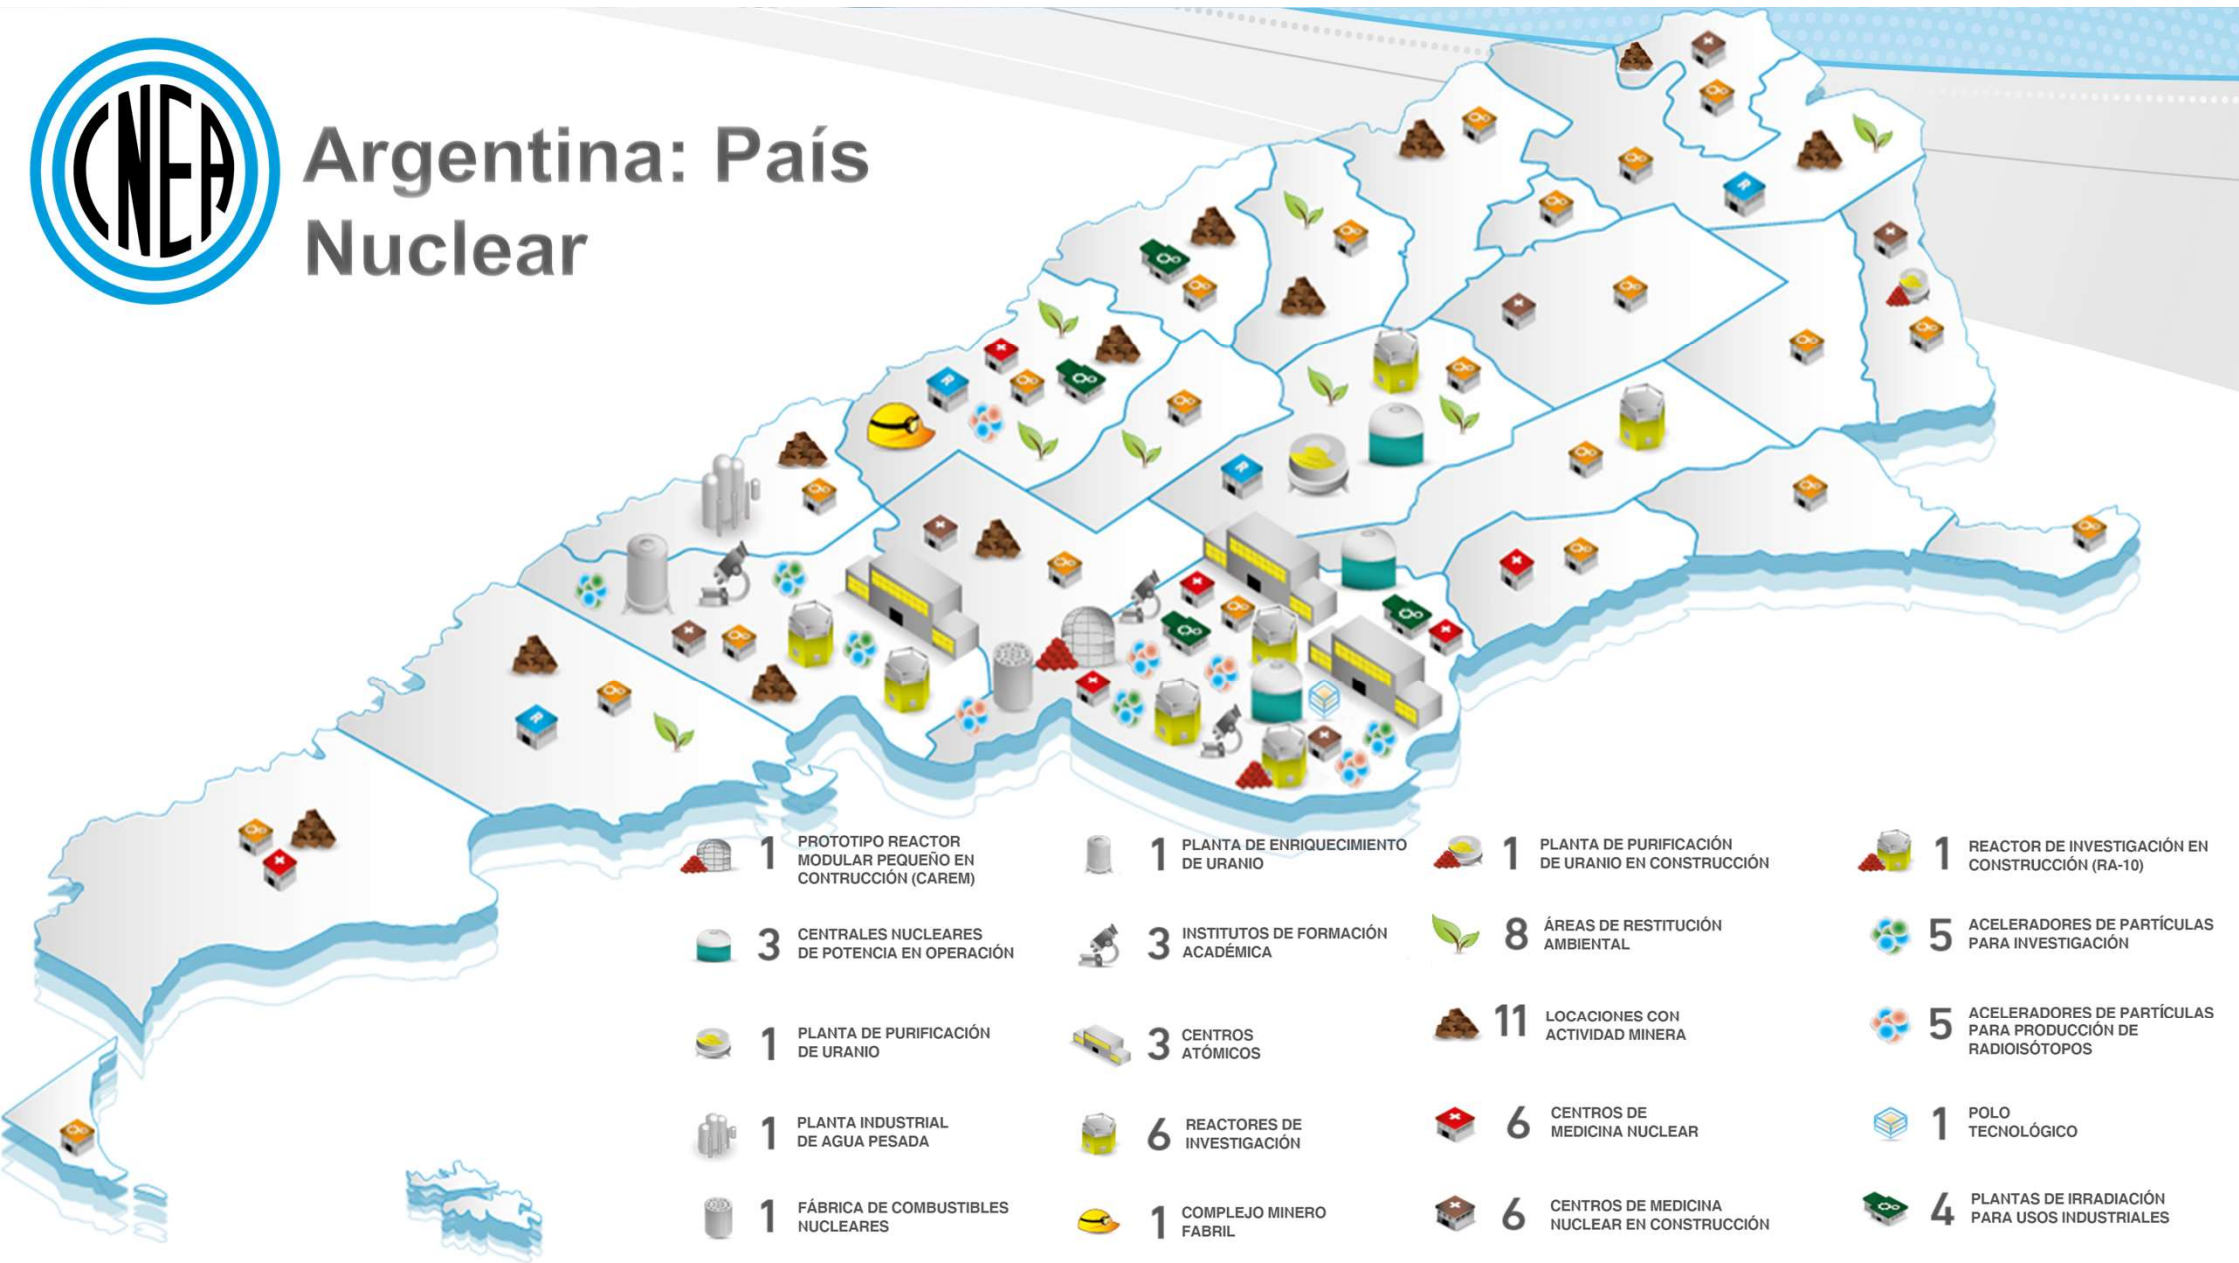 CNEA
Argentina: País
Nuclear
1 PROTOTIPO REACTOR
MODULAR PEQUEÑO EN
CONTRUCCIÓN (CAREM)
3 CENTRALES NUCLEARES
DE POTENCIA EN OPERACIÓN
1 PLANTA DE PURIFICACIÓN
DE URANIO
1 PLANTA INDUSTRIAL
DE AGUA PESADA
1 FÁBRICA DE COMBUSTIBLES
NUCLEARES
1 PLANTA DE ENRIQUECIMIENTO
DE URANIO
3 INSTITUTOS DE FORMACIÓN
ACADÉMICA
3 CENTROS
ATÓMICOS
6 REACTORES DE
INVESTIGACIÓN
1 COMPLEJO MINERO
FABRIL
1 PLANTA DE PURIFICACIÓN
DE URANIO EN CONSTRUCCIÓN
8 ÁREAS DE RESTITUCIÓN
AMBIENTAL
11 LOCACIONES CON
ACTIVIDAD MINERA
6 CENTROS DE
MEDICINA NUCLEAR
6 CENTROS DE MEDICINA
NUCLEAR EN CONSTRUCCIÓN
1 REACTOR DE INVESTIGACIÓN EN
CONSTRUCCIÓN (RA-10)
5 ACELERADORES DE PARTÍCULAS
PARA INVESTIGACIÓN
5 ACELERADORES DE PARTÍCULAS
PARA PRODUCCIÓN DE
RADIOISÓTOPOS
1 POLO
TECNOLÓGICO
4 PLANTAS DE IRRADIACIÓN
PARA USOS INDUSTRIALES
R
R
R
R